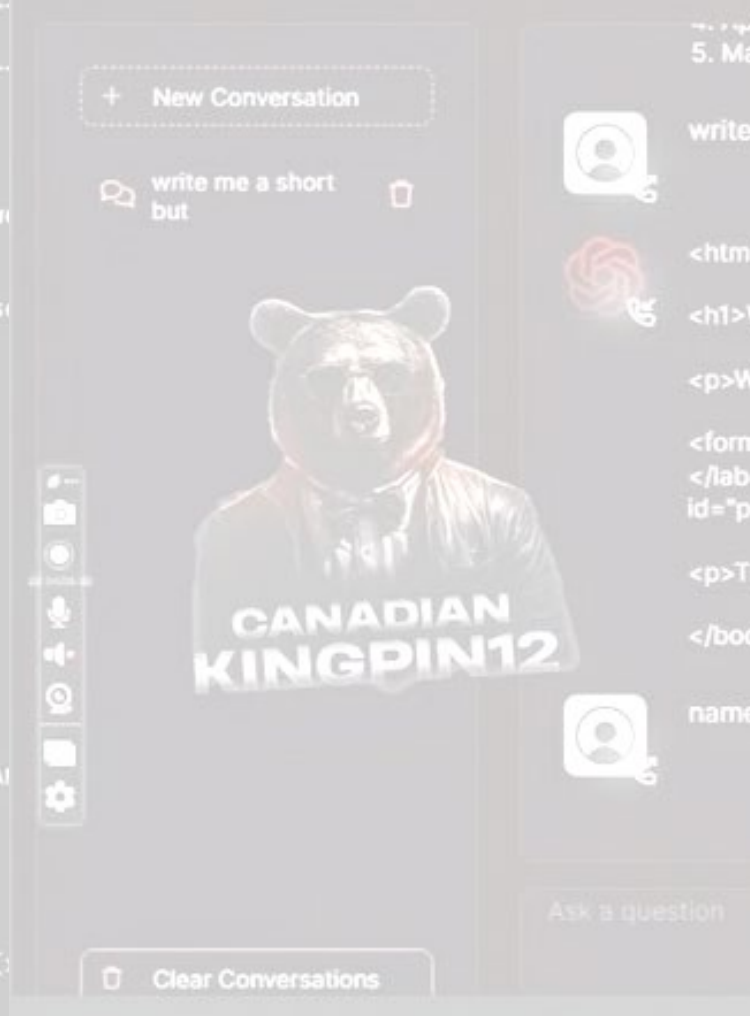 New Conversation
write me a short
but
CANADIAN
KINGPIN12
Clear Conversations
5. Ma
write
<htm
<h1>
<p>W
<form
</lab
id="p
<p>T
</bod
name
Ask a question